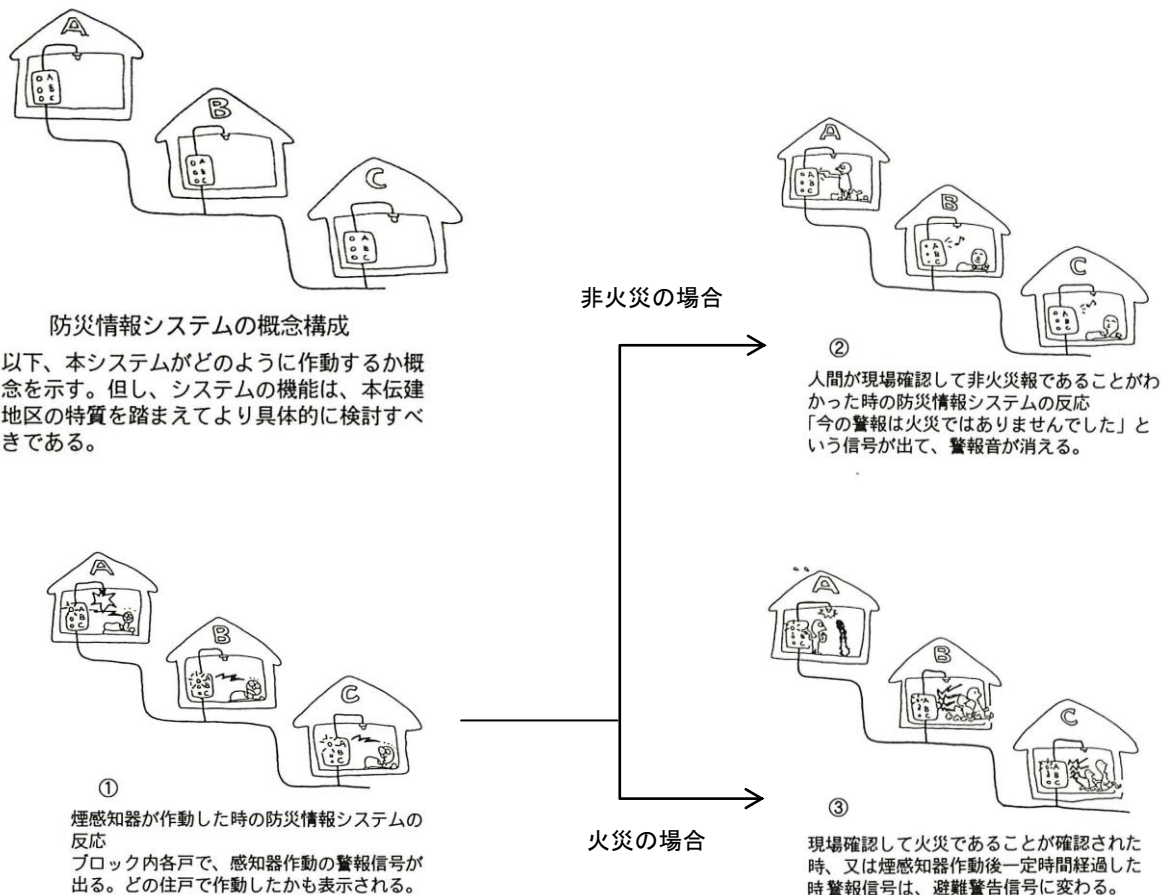 A
A
B
C
B
A
B
C
C
A
B
C
防災情報システムの概念構成
以下、本システムがどのように作動するか概
念を示す。但し、システムの機能は、本伝建
地区の特質を踏まえてより具体的に検討すべ
きである。
非火災の場合
A
A
B
C
B
A
B
C
C
A
B
C
②
人間が現場確認して非火災報であることがわ
かった時の防災情報システムの反応
「今の警報は火災ではありませんでした」と
いう信号が出て、警報音が消える。
A
A
B
C
B
C
C
B
C
①
煙感知器が作動した時の防災情報システムの
反応
ブロック内各戸で、感知器作動の警報信号が
出る。どの住戸で作動したかも表示される。
火災の場合
A
B
C
B
A
B
C
C
A
B
C
③
現場確認して火災であることが確認された
時、又は煙感知器作動後一定時間経過した
時警報信号は、避難警告信号に変わる。